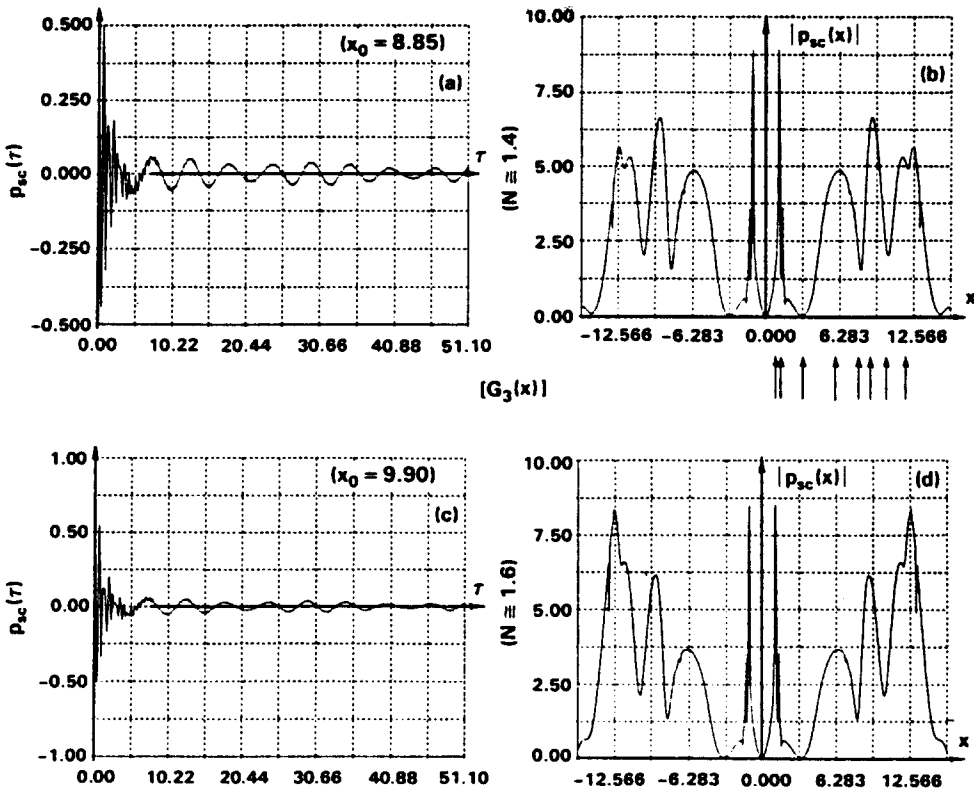 (x₀ = 8.85)
(a)
p_sc(τ)
τ
0.500
0.250
0.000
−0.250
−0.500
0.00 10.22 20.44 30.66 40.88 51.10
|p_sc(x)|
(b)
(N ≅ 1.4)
10.00
7.50
5.00
2.50
0.00
x
−12.566 −6.283 0.000 6.283 12.566
[G₃(x)]
(x₀ = 9.90)
(c)
p_sc(τ)
τ
1.00
0.50
0.00
−0.50
−1.00
0.00 10.22 20.44 30.66 40.88 51.10
|p_sc(x)|
(d)
(N ≅ 1.6)
10.00
7.50
5.00
2.50
0.00
x
−12.566 −6.283 0.000 6.283 12.566